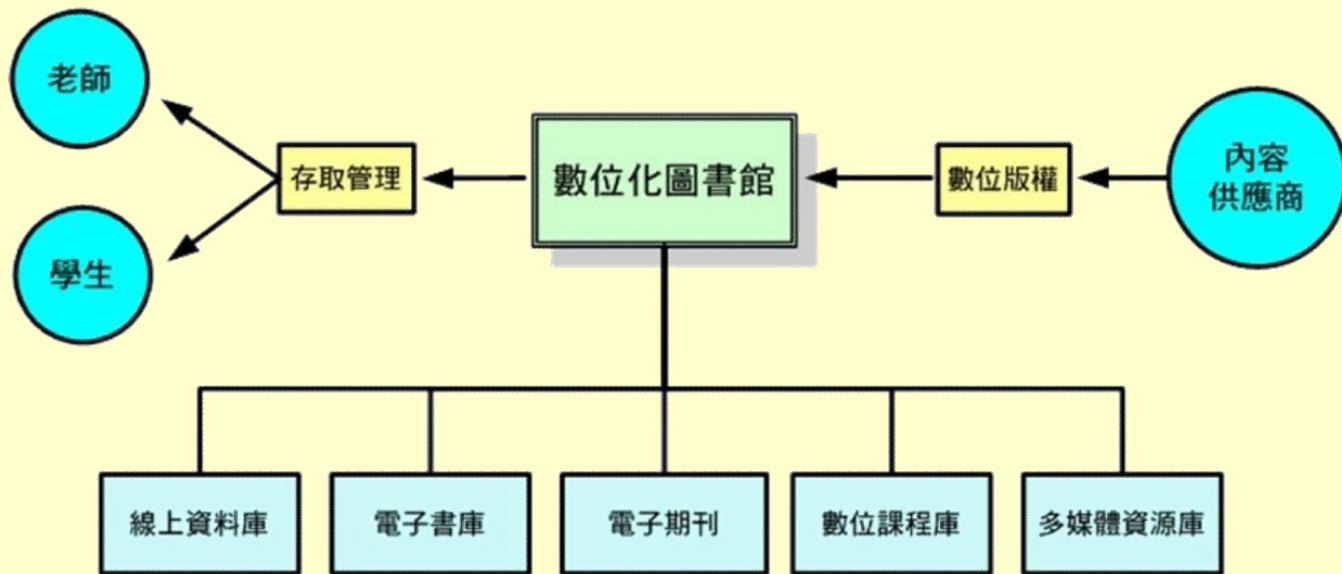 老師
內容
供應商
存取管理
數位化圖書館
數位版權
學生
線上資料庫
電子書庫
電子期刊
數位課程庫
多媒體資源庫